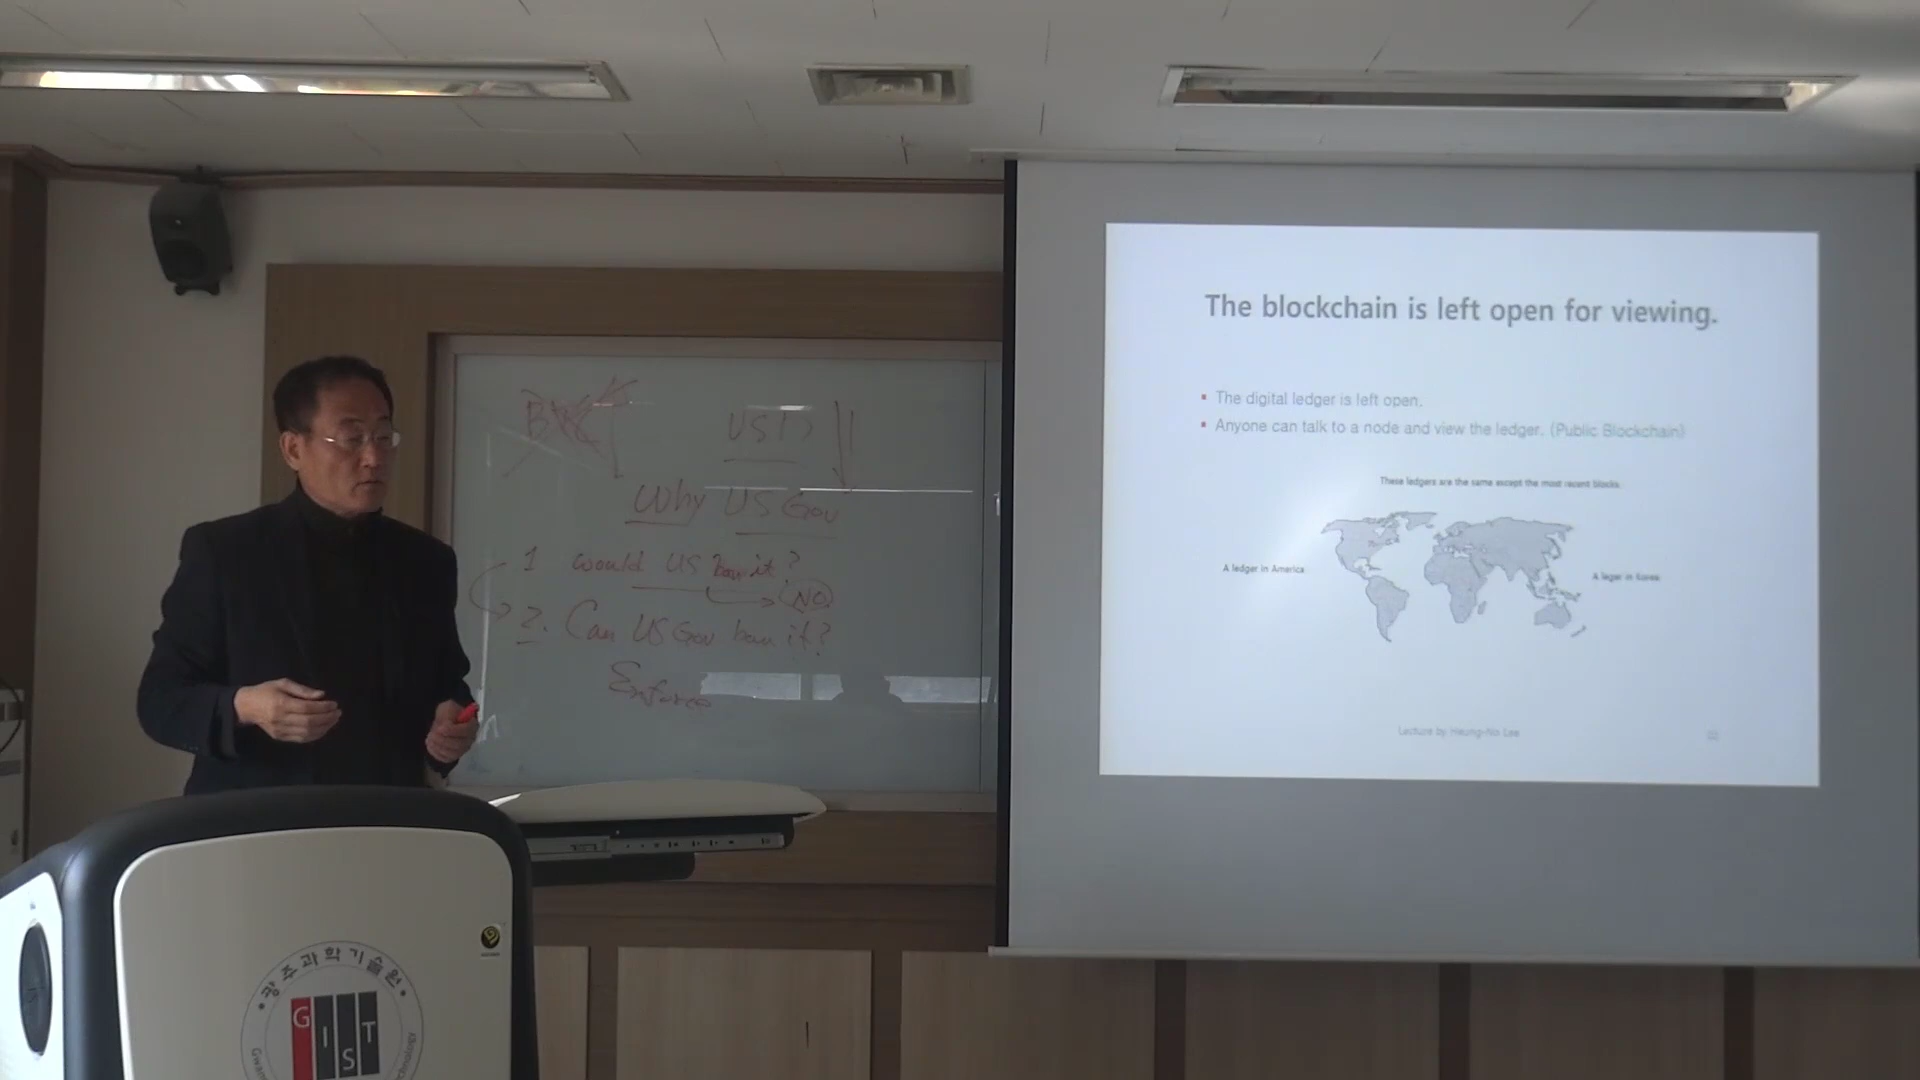 USD
Why US Gov
1 Would US ban it?
NO
2. Can US Gov ban it?
Enforce
The blockchain is left open for viewing.
The digital ledger is left open.
Anyone can talk to a node and view the ledger. (Public Blockchain)
These ledgers are the same except the most recent blocks.
A ledger in America
A leger in Korea
Lecture by Heung-No Lee
광주과학기술원
GIST